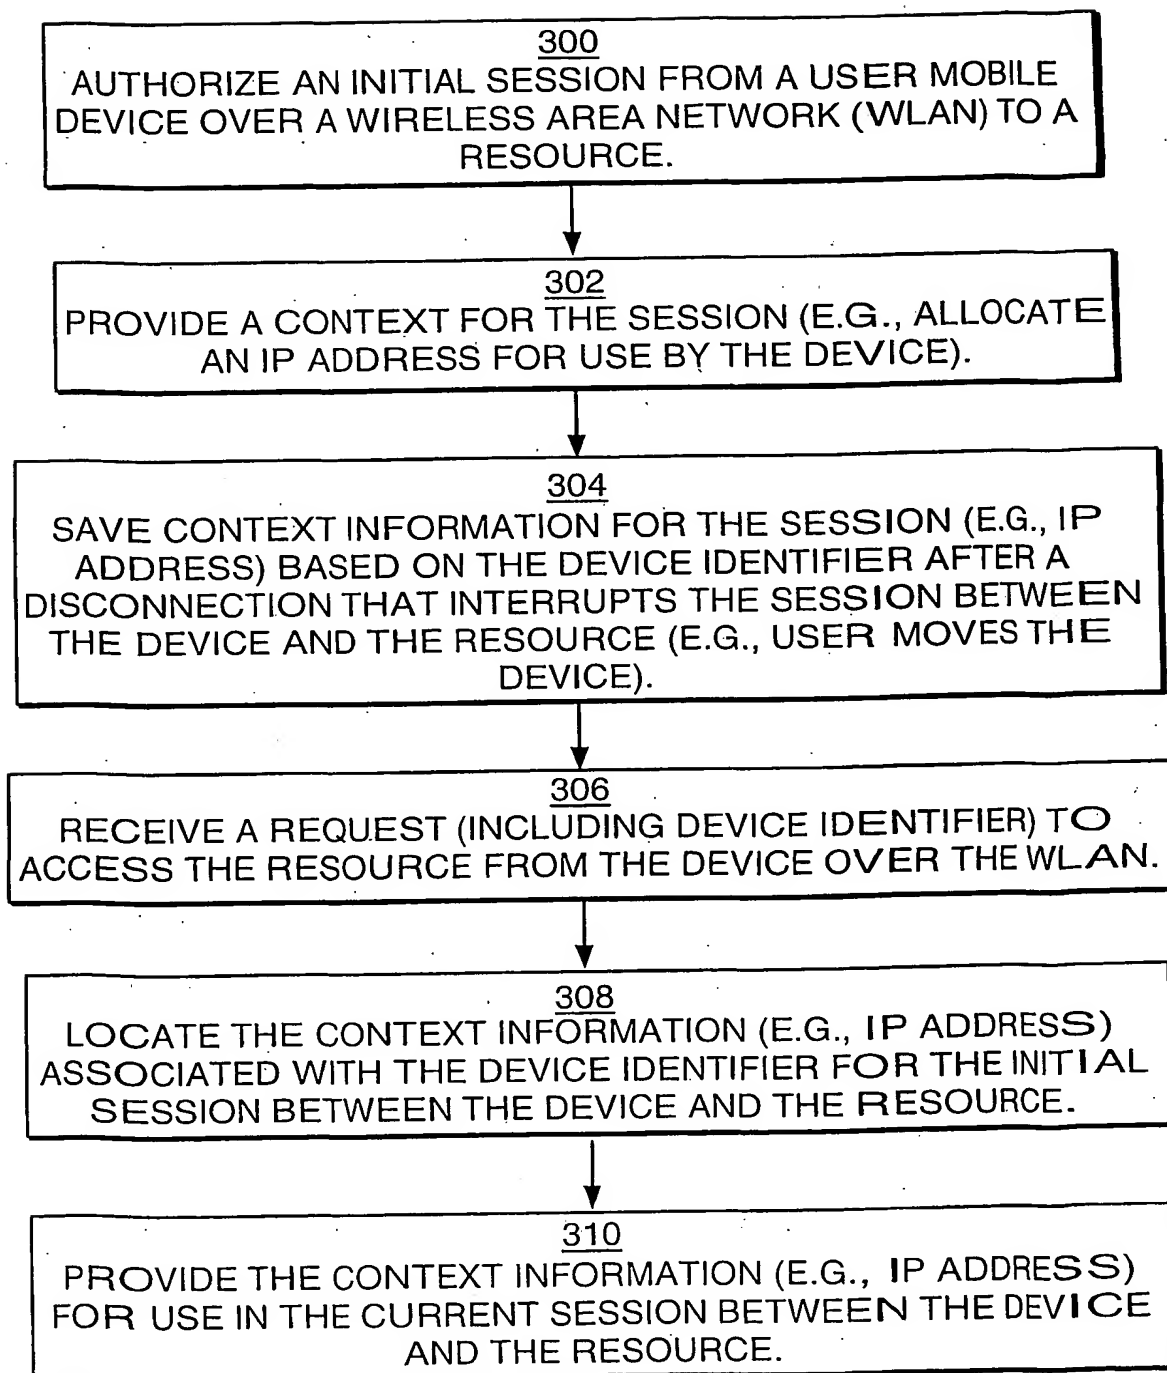 300
AUTHORIZE AN INITIAL SESSION FROM A USER MOBILE
DEVICE OVER A WIRELESS AREA NETWORK (WLAN) TO A
RESOURCE.
302
PROVIDE A CONTEXT FOR THE SESSION (E.G., ALLOCATE
AN IP ADDRESS FOR USE BY THE DEVICE).
304
SAVE CONTEXT INFORMATION FOR THE SESSION (E.G., IP
ADDRESS) BASED ON THE DEVICE IDENTIFIER AFTER A
DISCONNECTION THAT INTERRUPTS THE SESSION BETWEEN
THE DEVICE AND THE RESOURCE (E.G., USER MOVES THE
DEVICE).
306
RECEIVE A REQUEST (INCLUDING DEVICE IDENTIFIER) TO
ACCESS THE RESOURCE FROM THE DEVICE OVER THE WLAN.
308
LOCATE THE CONTEXT INFORMATION (E.G., IP ADDRESS)
ASSOCIATED WITH THE DEVICE IDENTIFIER FOR THE INITIAL
SESSION BETWEEN THE DEVICE AND THE RESOURCE.
310
PROVIDE THE CONTEXT INFORMATION (E.G., IP ADDRESS)
FOR USE IN THE CURRENT SESSION BETWEEN THE DEVICE
AND THE RESOURCE.